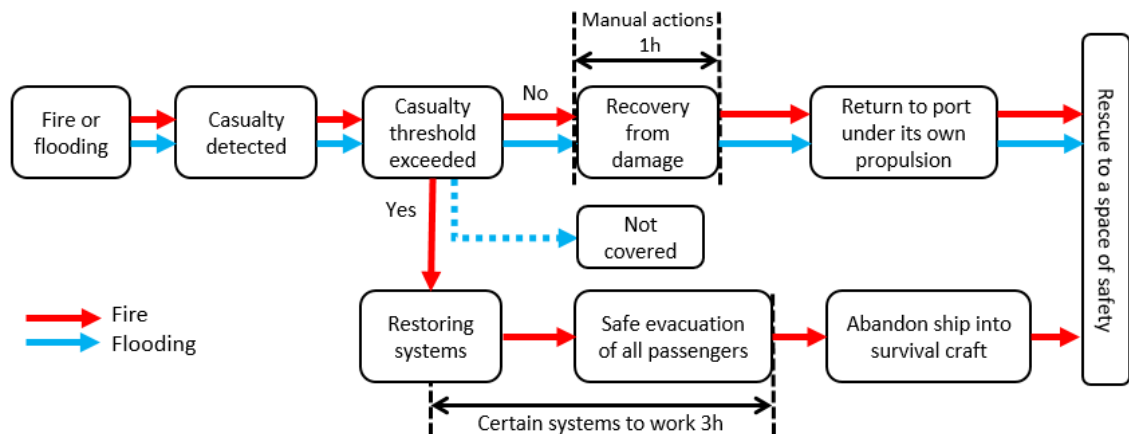 Manual actions
1h
Fire or
flooding
Casualty
detected
Casualty
threshold
exceeded
No
Recovery
from
damage
Return to port
under its own
propulsion
Rescue to a space of safety
Yes
Not
covered
Fire
Flooding
Restoring
systems
Safe evacuation
of all passengers
Abandon ship into
survival craft
Certain systems to work 3h